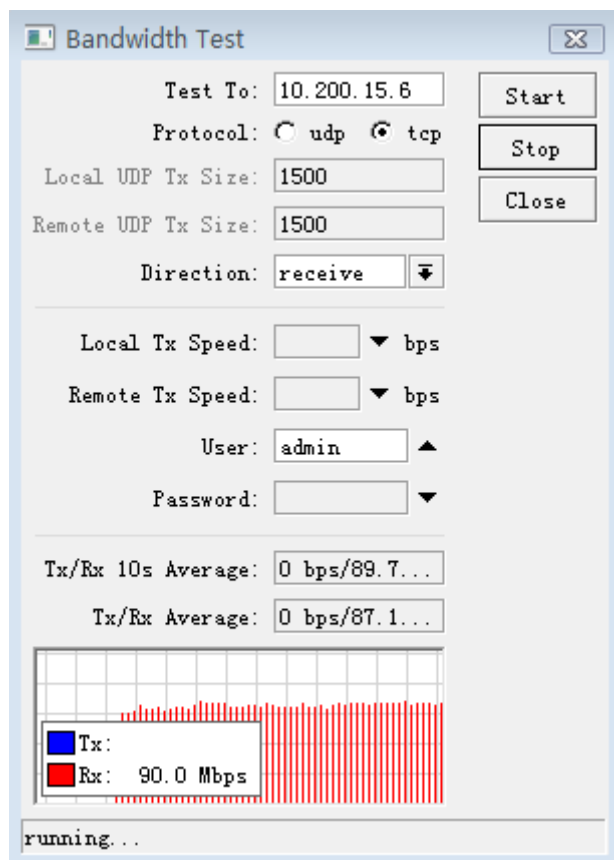 Bandwidth Test
Test To: 10.200.15.6
Start
Protocol: udp tcp
Stop
Local UDP Tx Size: 1500
Close
Remote UDP Tx Size: 1500
Direction: receive
Local Tx Speed: bps
Remote Tx Speed: bps
User: admin
Password:
Tx/Rx 10s Average: 0 bps/89.7...
Tx/Rx Average: 0 bps/87.1...
Tx:
Rx: 90.0 Mbps
running...